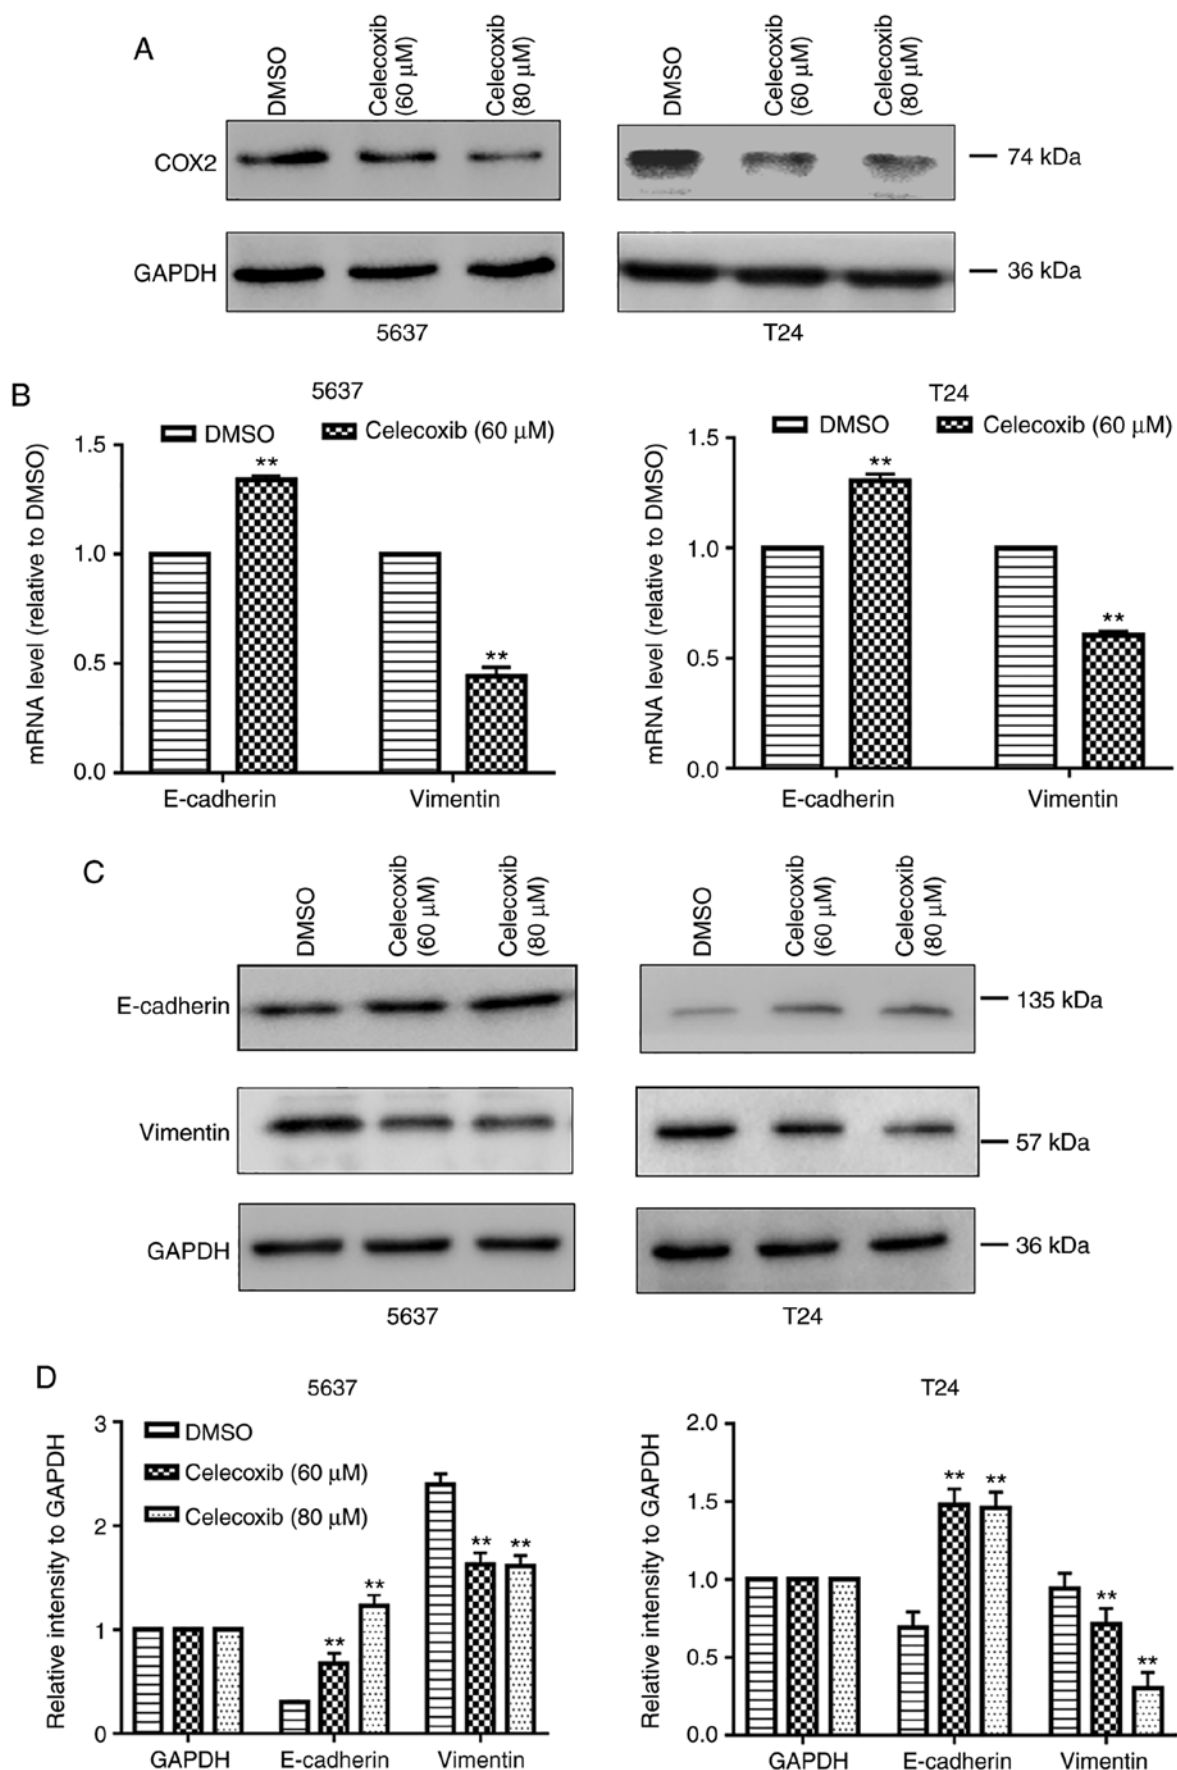 A
DMSO
Celecoxib
(60 μM)
Celecoxib
(80 μM)
DMSO
Celecoxib
(60 μM)
Celecoxib
(80 μM)
COX2
74 kDa
GAPDH
36 kDa
5637
T24
B
5637
DMSO
Celecoxib (60 μM)
mRNA level (relative to DMSO)
1.5
**
1.0
**
0.5
0.0
E-cadherin
Vimentin
T24
DMSO
Celecoxib (60 μM)
mRNA level (relative to DMSO)
1.5
**
1.0
**
0.5
0.0
E-cadherin
Vimentin
C
DMSO
Celecoxib
(60 μM)
Celecoxib
(80 μM)
DMSO
Celecoxib
(60 μM)
Celecoxib
(80 μM)
E-cadherin
135 kDa
Vimentin
57 kDa
GAPDH
36 kDa
5637
T24
D
5637
DMSO
Celecoxib (60 μM)
Celecoxib (80 μM)
Relative intensity to GAPDH
3
2
** **
**
1
**
0
GAPDH
E-cadherin
Vimentin
T24
Relative intensity to GAPDH
2.0
** **
1.5
1.0
**
0.5
**
0.0
GAPDH
E-cadherin
Vimentin